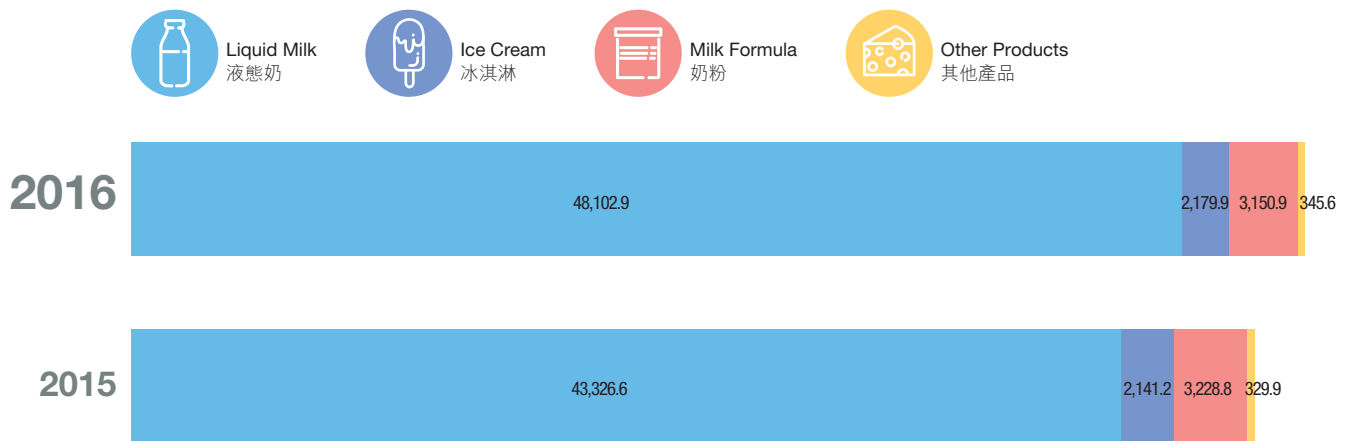 Liquid Milk
液態奶
Ice Cream
冰淇淋
Milk Formula
奶粉
Other Products
其他產品
2016
48,102.9
2,179.9
3,150.9
345.6
2015
43,326.6
2,141.2
3,228.8
329.9